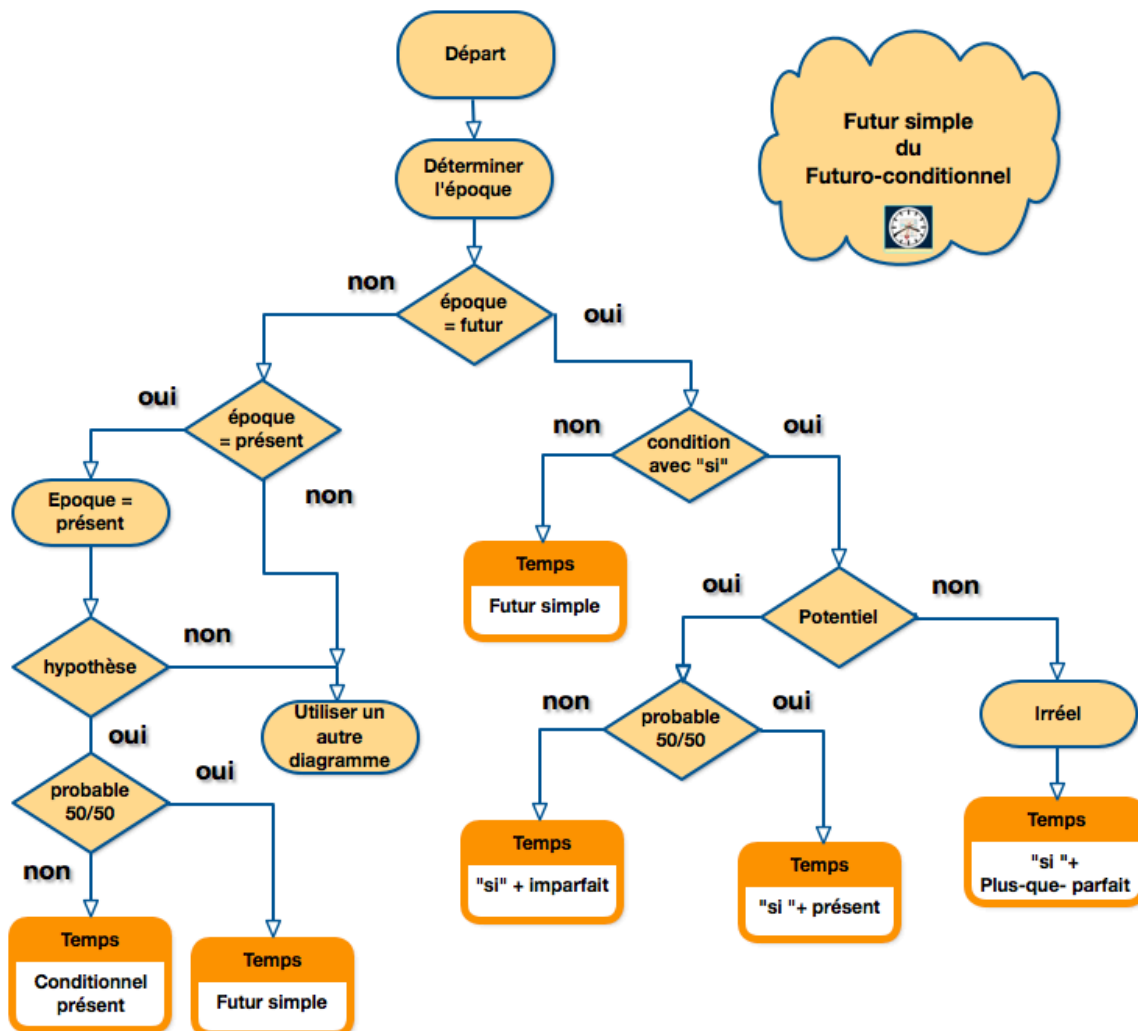 Départ
Futur simple
du
Futuro-conditionnel
Déterminer
l'époque
non
époque
= futur
oui
oui
époque
= présent
non
condition
avec "si"
oui
Epoque =
présent
non
Temps
Futur simple
oui
Potentiel
non
hypothèse
non
Utiliser un
autre
diagramme
non
probable
50/50
oui
Irréel
oui
probable
50/50
oui
Temps
"si" + imparfait
Temps
"si "+ présent
Temps
"si "+
Plus-que- parfait
non
Temps
Conditionnel
présent
Temps
Futur simple